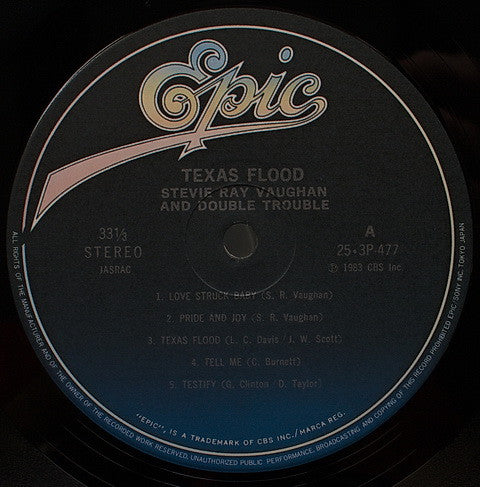 Epic
TEXAS FLOOD
STEVIE RAY VAUGHAN
AND DOUBLE TROUBLE
33⅓
STEREO
JASRAC
A
25·3P-477
Ⓟ 1983 CBS Inc.
1. LOVE STRUCK BABY (S. R. Vaughan)
2. PRIDE AND JOY (S. R. Vaughan)
3. TEXAS FLOOD (L. C. Davis / J. W. Scott)
4. TELL ME (C. Burnett)
5. TESTIFY (G. Clinton / D. Taylor)
"EPIC", IS A TRADEMARK OF CBS INC./MARCA REG.
ALL RIGHTS OF THE MANUFACTURER AND OF THE OWNER OF THE RECORDED WORK RESERVED, UNAUTHORIZED PUBLIC PERFORMANCE, BROADCASTING AND COPYING OF THIS RECORD PROHIBITED EPIC/SONY INC. TOKYO JAPAN